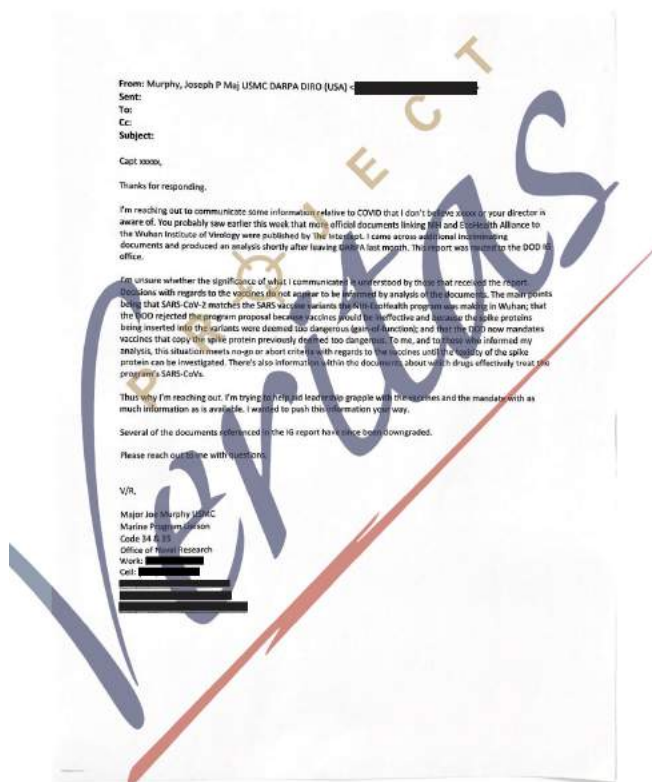 PROJECT
Veritas
From: Murphy, Joseph P Maj USMC DARPA DIRO (USA) <
Sent:
To:
Cc:
Subject:
Capt xxxxx,
Thanks for responding.
I'm reaching out to communicate some information relative to COVID that I don't believe xxxxx or your director is
aware of. You probably saw earlier this week that more official documents linking NIH and EcoHealth Alliance to
the Wuhan Institute of Virology were published by The Intercept. I came across additional incriminating
documents and produced an analysis shortly after leaving DARPA last month. This report was routed to the DOD IG
office.
I'm unsure whether the significance of what I communicated is understood by those that received the report.
Decisions with regards to the vaccines do not appear to be informed by analysis of the documents. The main points
being that SARS-CoV-2 matches the SARS vaccine variants the NIH-EcoHealth program was making in Wuhan; that
the DOD rejected the program proposal because vaccines would be ineffective and because the spike proteins
being inserted into the variants were deemed too dangerous (gain-of-function); and that the DOD now mandates
vaccines that copy the spike protein previously deemed too dangerous. To me, and to those who informed my
analysis, this situation meets no-go or abort criteria with regards to the vaccines until the toxicity of the spike
protein can be investigated. There's also information within the documents about which drugs effectively treat the
program's SARS-CoVs.
Thus why I'm reaching out. I'm trying to help aid leadership grapple with the vaccines and the mandate with as
much information as is available. I wanted to push this information your way.
Several of the documents referenced in the IG report have since been downgraded.
Please reach out to me with questions.
V/R,
Major Joe Murphy USMC
Marine Program Liaison
Code 34 & 35
Office of Naval Research
Work:
Cell: